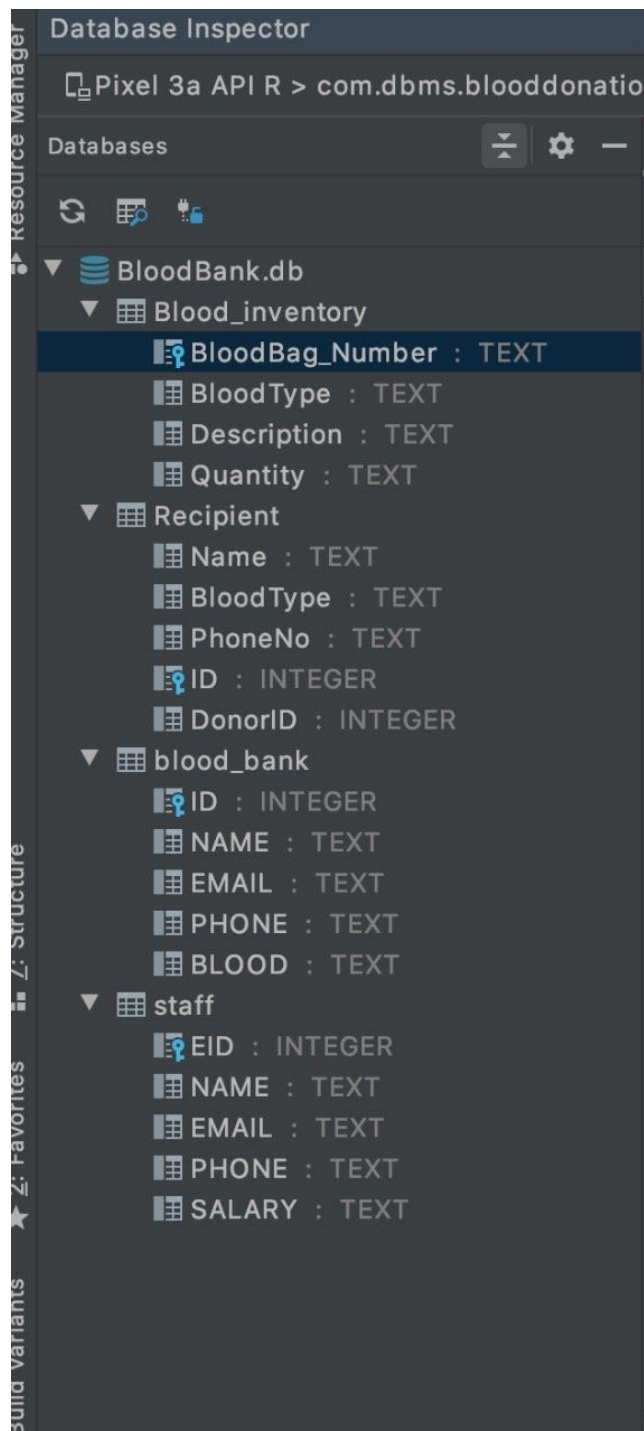 Database Inspector
Pixel 3a API R > com.dbms.blooddonatio
Databases
BloodBank.db
Blood_inventory
BloodBag_Number : TEXT
BloodType : TEXT
Description : TEXT
Quantity : TEXT
Recipient
Name : TEXT
BloodType : TEXT
PhoneNo : TEXT
ID : INTEGER
DonorID : INTEGER
blood_bank
ID : INTEGER
NAME : TEXT
EMAIL : TEXT
PHONE : TEXT
BLOOD : TEXT
staff
EID : INTEGER
NAME : TEXT
EMAIL : TEXT
PHONE : TEXT
SALARY : TEXT
Resource Manager
7: Structure
2: Favorites
Build Variants